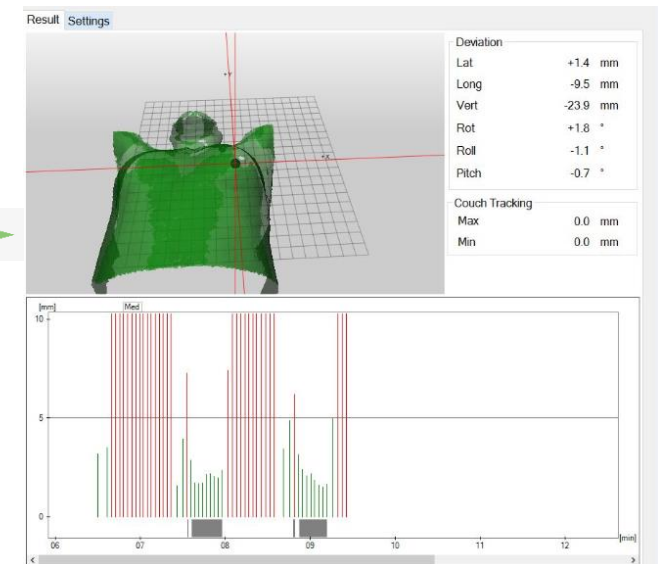 Result Settings
Deviation
Lat +1.4 mm
Long -9.5 mm
Vert -23.9 mm
Rot +1.8 °
Roll -1.1 °
Pitch -0.7 °
Couch Tracking
Max 0.0 mm
Min 0.0 mm
+Y
+X
[mm] Med
10
5
0
06 07 08 09 10 11 12 [min]